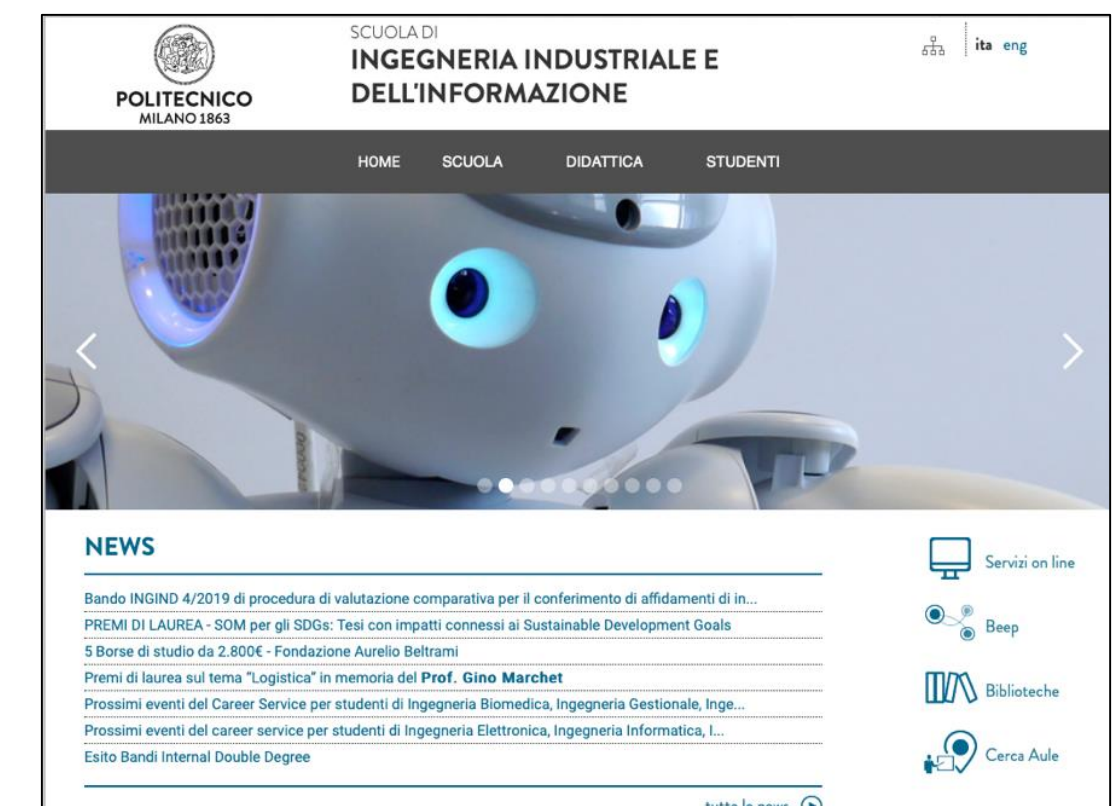 POLITECNICO
MILANO 1863
SCUOLA DI
INGEGNERIA INDUSTRIALE E
DELL'INFORMAZIONE
ita eng
HOME SCUOLA DIDATTICA STUDENTI
NEWS
Bando INGIND 4/2019 di procedura di valutazione comparativa per il conferimento di affidamenti di in...
PREMI DI LAUREA - SOM per gli SDGs: Tesi con impatti connessi ai Sustainable Development Goals
5 Borse di studio da 2.800€ - Fondazione Aurelio Beltrami
Premi di laurea sul tema "Logistica" in memoria del Prof. Gino Marchet
Prossimi eventi del Career Service per studenti di Ingegneria Biomedica, Ingegneria Gestionale, Inge...
Prossimi eventi del career service per studenti di Ingegneria Elettronica, Ingegneria Informatica, I...
Esito Bandi Internal Double Degree
tutte le news
Servizi on line
Beep
Biblioteche
Cerca Aule